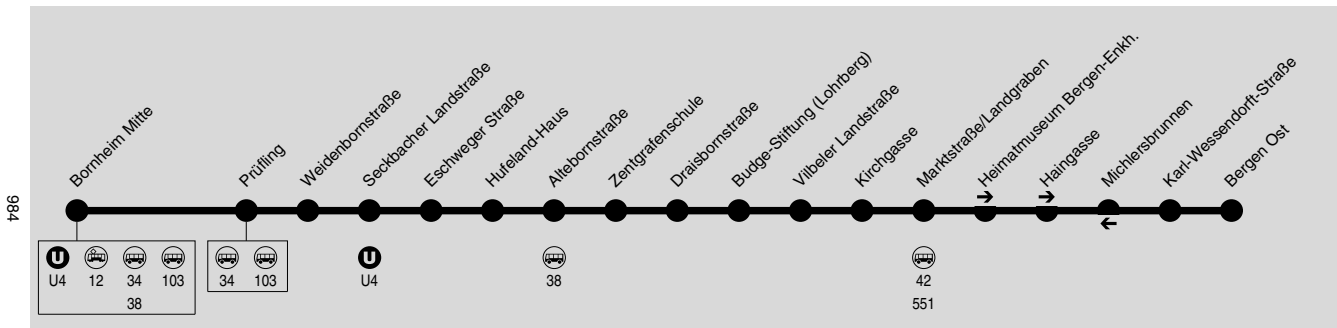 Bornheim Mitte
Prüfling
Weidenbornstraße
Seckbacher Landstraße
Eschweger Straße
Hufeland-Haus
Altebornstraße
Zentgrafenschule
Draisbornstraße
Budge-Stiftung (Lohrberg)
Vilbeler Landstraße
Kirchgasse
Marktstraße/Landgraben
Heimatmuseum Bergen-Enkh.
Haingasse
Michlersbrunnen
Karl-Wessendorft-Straße
Bergen Ost
984
U U
U4 12 34 103 34 103 U4 38 42
38 551